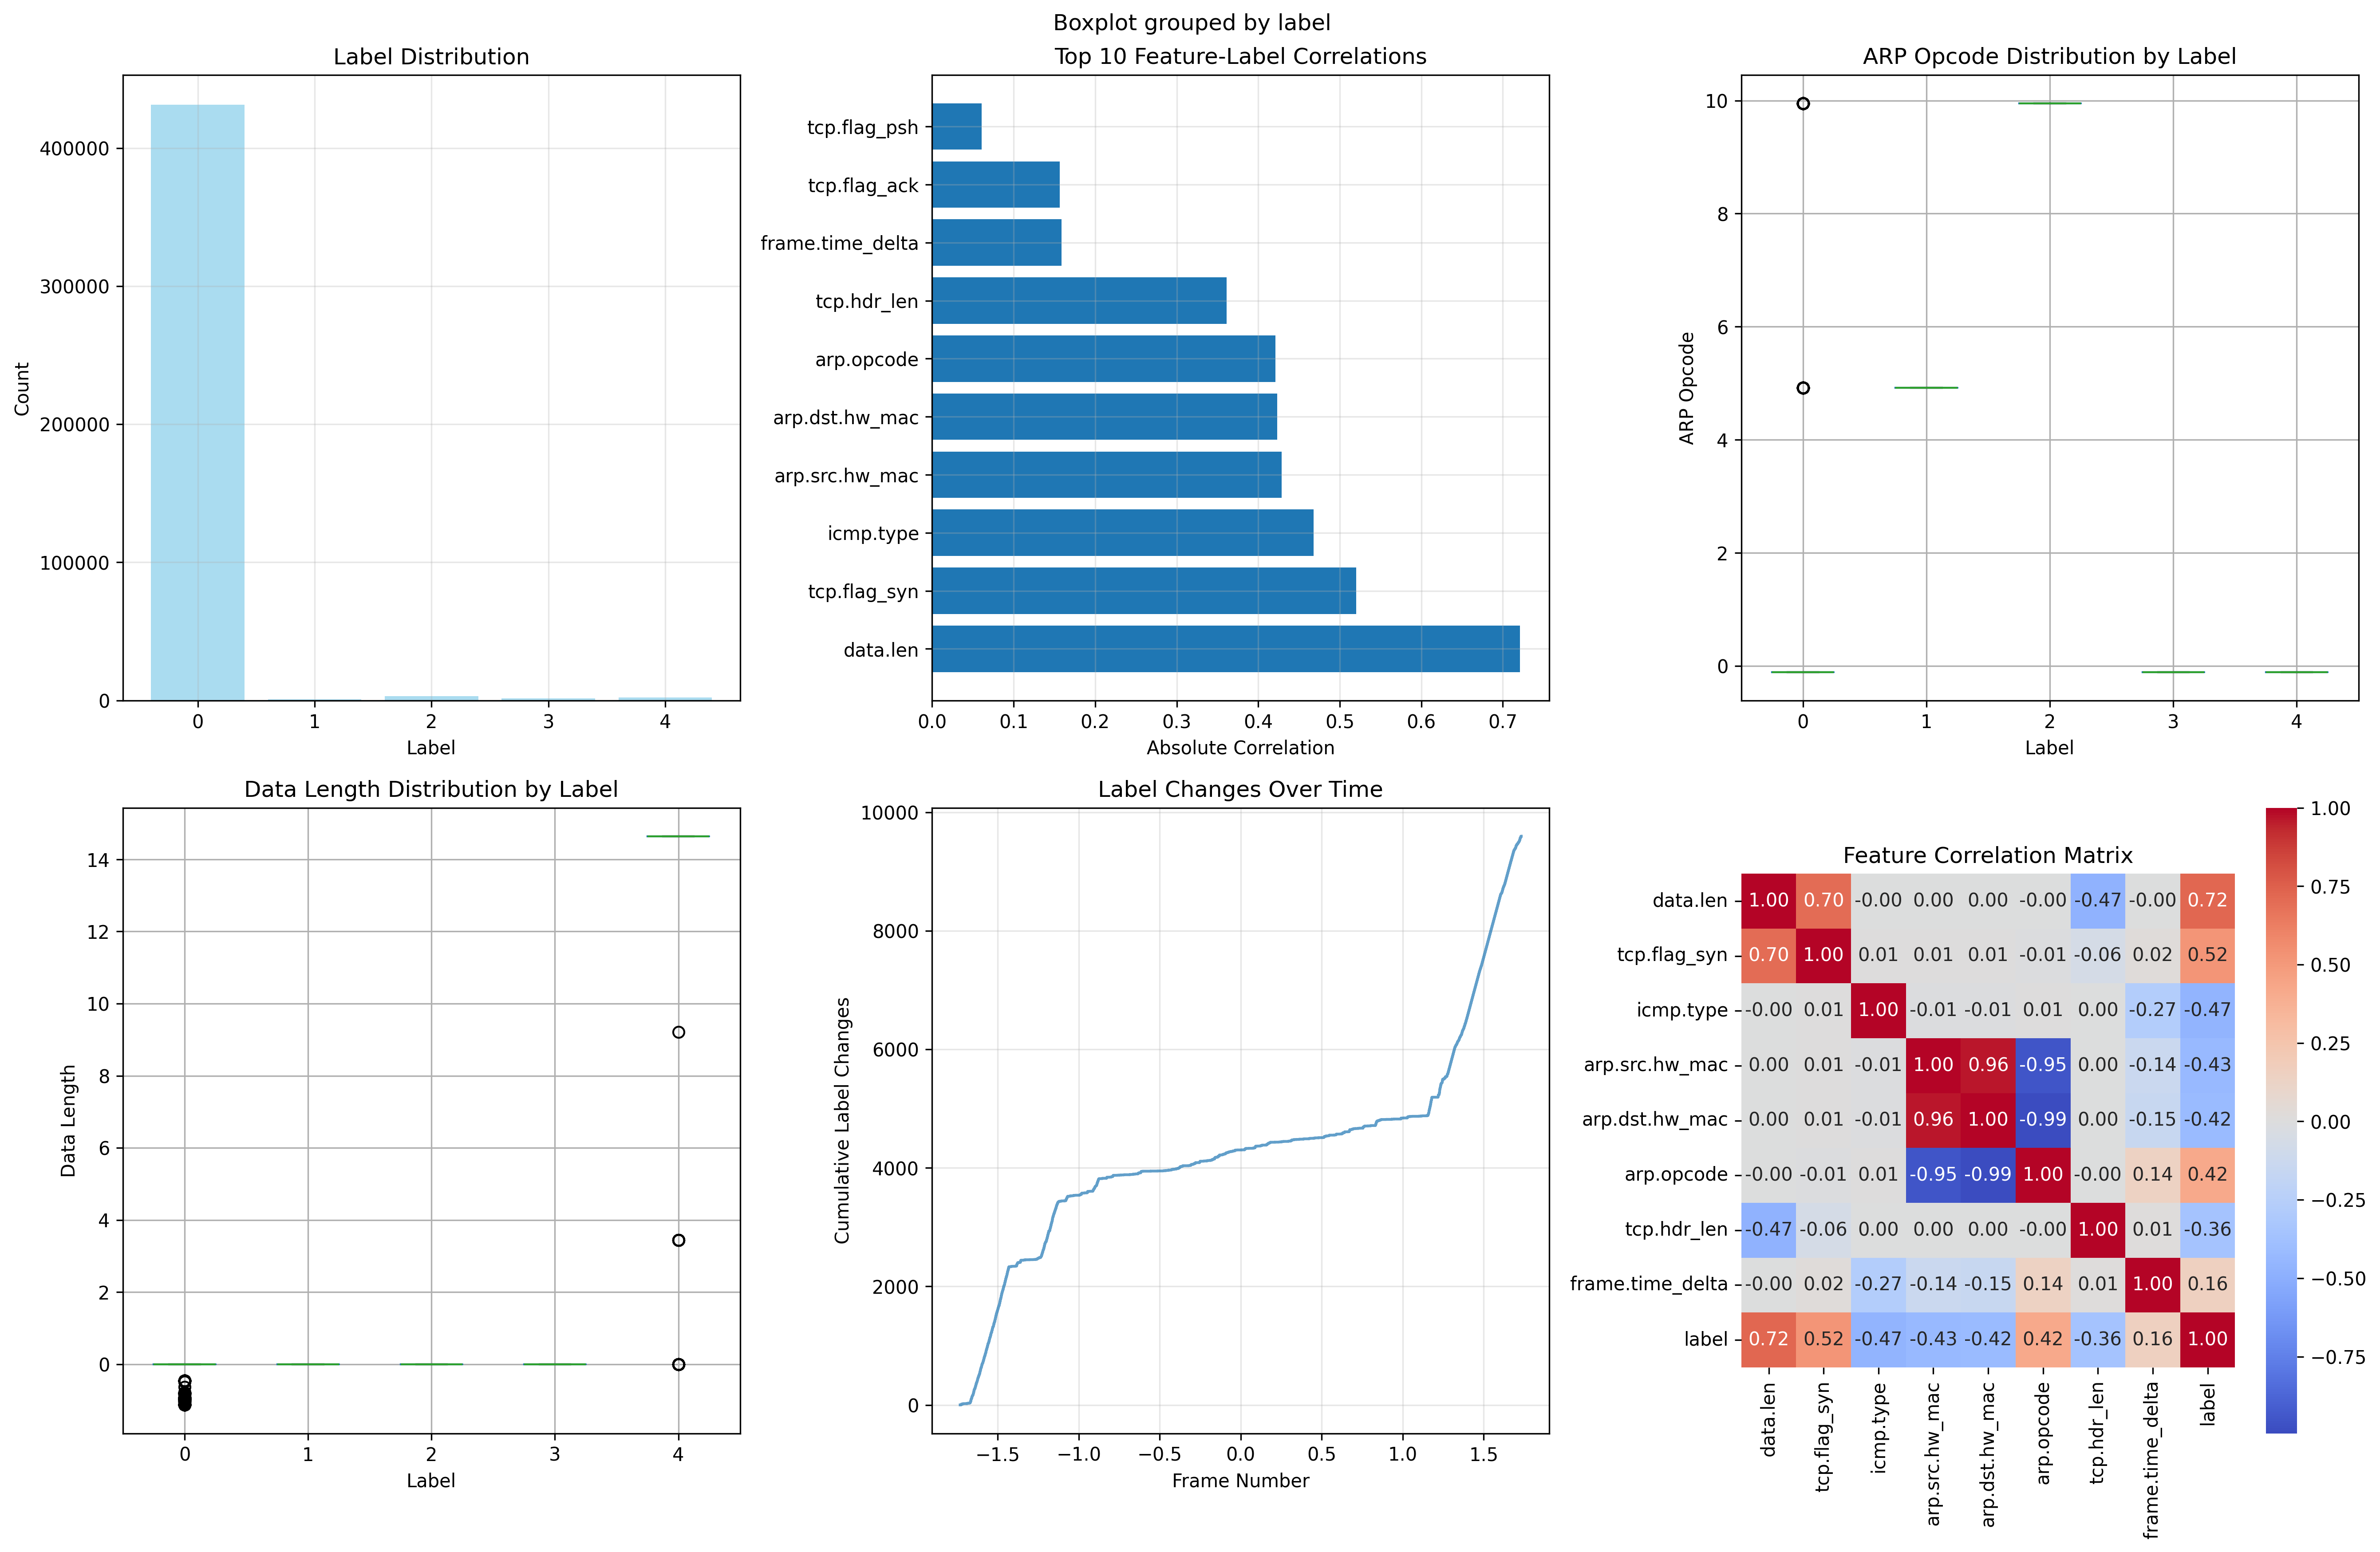 Boxplot grouped by label
Label Distribution
Count
400000
300000
200000
100000
0
0 1 2 3 4
Label
Top 10 Feature-Label Correlations
tcp.flag_psh
tcp.flag_ack
frame.time_delta
tcp.hdr_len
arp.opcode
arp.dst.hw_mac
arp.src.hw_mac
icmp.type
tcp.flag_syn
data.len
0.0 0.1 0.2 0.3 0.4 0.5 0.6 0.7
Absolute Correlation
ARP Opcode Distribution by Label
ARP Opcode
10
8
6
4
2
0
0 1 2 3 4
Label
Data Length Distribution by Label
Data Length
14
12
10
8
6
4
2
0
0 1 2 3 4
Label
Label Changes Over Time
Cumulative Label Changes
10000
8000
6000
4000
2000
0
−1.5 −1.0 −0.5 0.0 0.5 1.0 1.5
Frame Number
Feature Correlation Matrix
data.len 1.00 0.70 -0.00 0.00 0.00 -0.00 -0.47 -0.00 0.72
tcp.flag_syn 0.70 1.00 0.01 0.01 0.01 -0.01 -0.06 0.02 0.52
icmp.type -0.00 0.01 1.00 -0.01 -0.01 0.01 0.00 -0.27 -0.47
arp.src.hw_mac 0.00 0.01 -0.01 1.00 0.96 -0.95 0.00 -0.14 -0.43
arp.dst.hw_mac 0.00 0.01 -0.01 0.96 1.00 -0.99 0.00 -0.15 -0.42
arp.opcode -0.00 -0.01 0.01 -0.95 -0.99 1.00 -0.00 0.14 0.42
tcp.hdr_len -0.47 -0.06 0.00 0.00 0.00 -0.00 1.00 0.01 -0.36
frame.time_delta -0.00 0.02 -0.27 -0.14 -0.15 0.14 0.01 1.00 0.16
label 0.72 0.52 -0.47 -0.43 -0.42 0.42 -0.36 0.16 1.00
data.len tcp.flag_syn icmp.type arp.src.hw_mac arp.dst.hw_mac arp.opcode tcp.hdr_len frame.time_delta label
1.00
0.75
0.50
0.25
0.00
−0.25
−0.50
−0.75